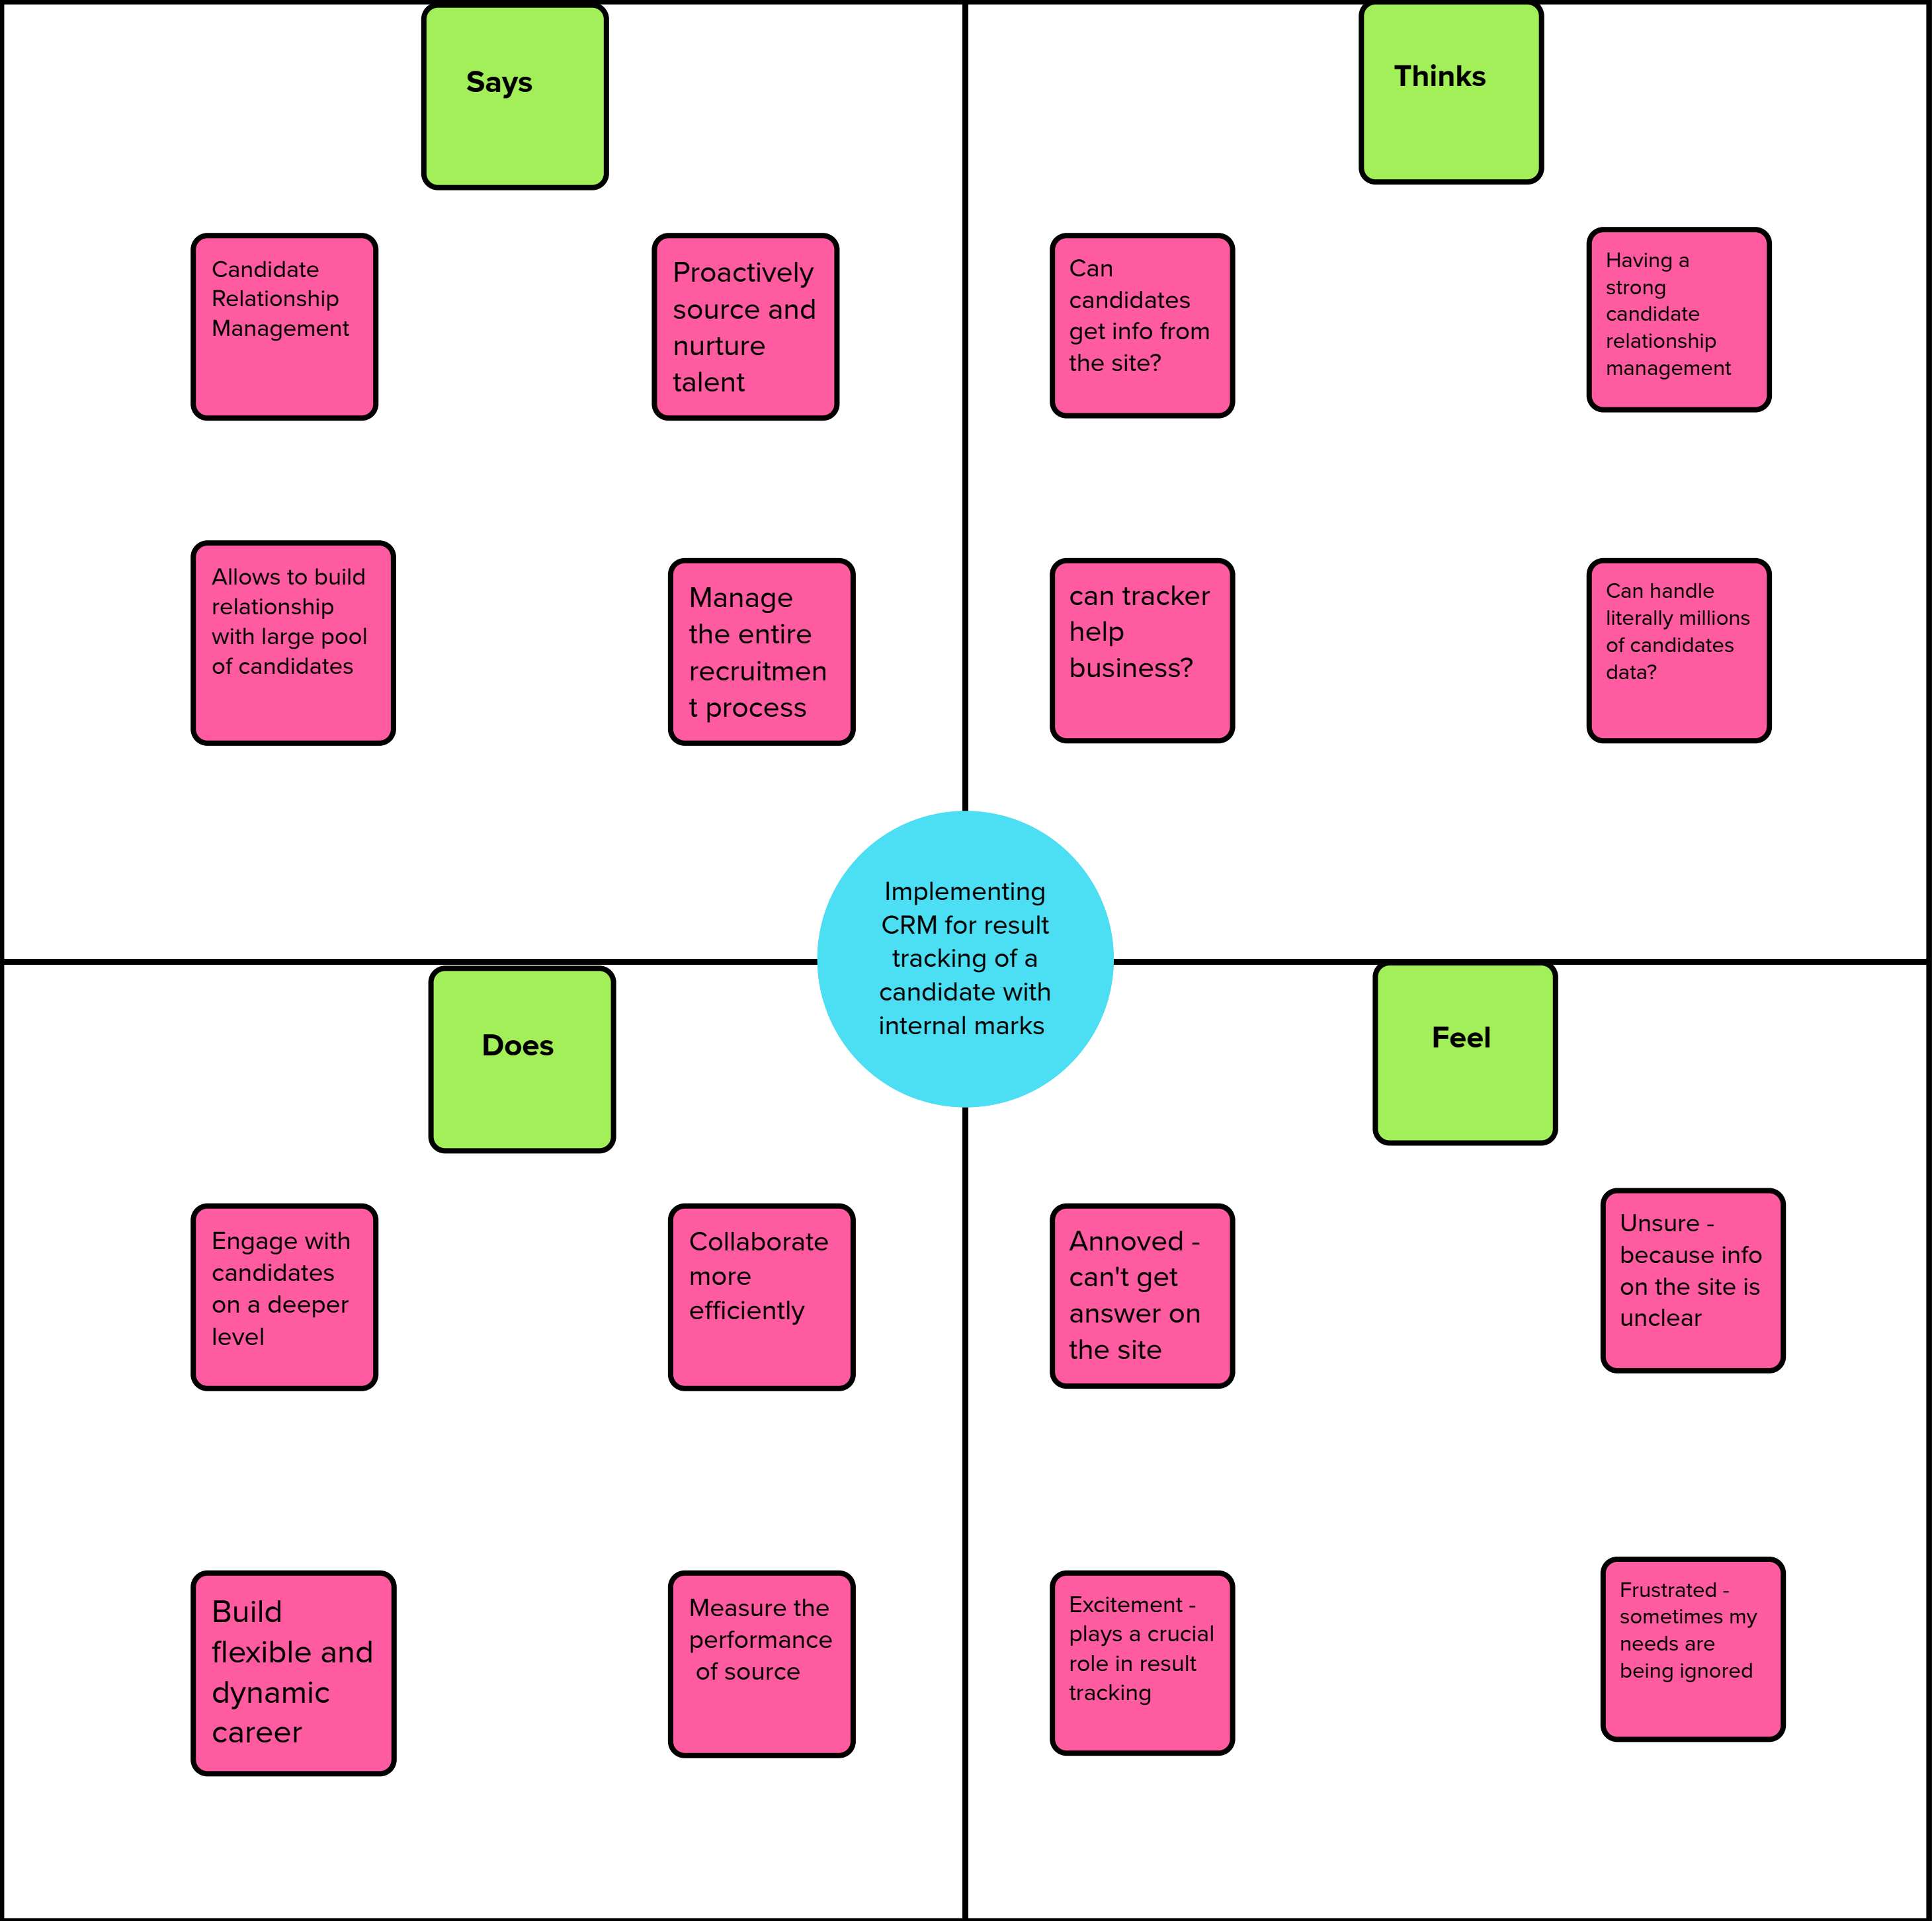 Says
Candidate
Relationship
Management
Proactively
source and
nurture
talent
Allows to build
relationship
with large pool
of candidates
Manage
the entire
recruitmen
t process
Thinks
Can
candidates
get info from
the site?
Having a
strong
candidate
relationship
management
can tracker
help
business?
Can handle
literally millions
of candidates
data?
Implementing
CRM for result
tracking of a
candidate with
internal marks
Does
Engage with
candidates
on a deeper
level
Collaborate
more
efficiently
Build
flexible and
dynamic
career
Measure the
performance
of source
Feel
Annoved -
can't get
answer on
the site
Unsure -
because info
on the site is
unclear
Excitement -
plays a crucial
role in result
tracking
Frustrated -
sometimes my
needs are
being ignored